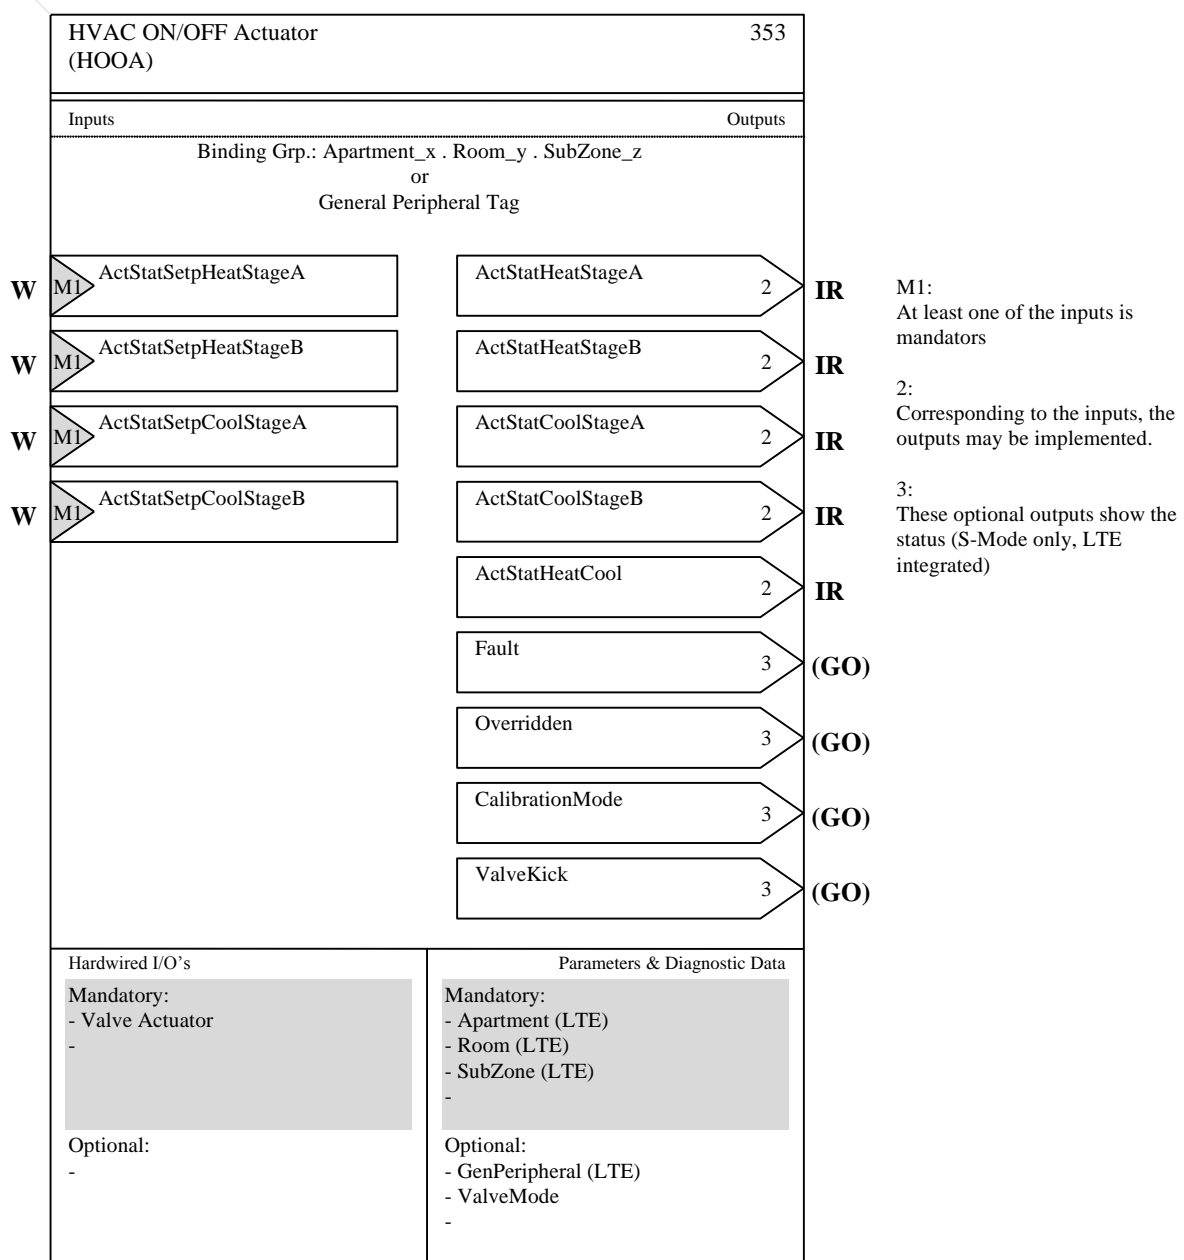 HVAC ON/OFF Actuator 353
(HOOA)
Inputs Outputs
Binding Grp.: Apartment_x . Room_y . SubZone_z
or
General Peripheral Tag
W M1 ActStatSetpHeatStageA ActStatHeatStageA 2 IR
W M1 ActStatSetpHeatStageB ActStatHeatStageB 2 IR
W M1 ActStatSetpCoolStageA ActStatCoolStageA 2 IR
W M1 ActStatSetpCoolStageB ActStatCoolStageB 2 IR
ActStatHeatCool 2 IR
Fault 3 (GO)
Overridden 3 (GO)
CalibrationMode 3 (GO)
ValveKick 3 (GO)
M1:
At least one of the inputs is
mandators
2:
Corresponding to the inputs, the
outputs may be implemented.
3:
These optional outputs show the
status (S-Mode only, LTE
integrated)
Hardwired I/O’s
Mandatory:
- Valve Actuator
-
Optional:
-
Parameters & Diagnostic Data
Mandatory:
- Apartment (LTE)
- Room (LTE)
- SubZone (LTE)
-
Optional:
- GenPeripheral (LTE)
- ValveMode
-